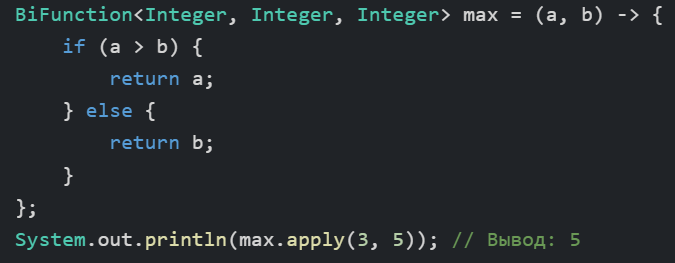 BiFunction<Integer, Integer, Integer> max = (a, b) -> {
    if (a > b) {
        return a;
    } else {
        return b;
    }
};
System.out.println(max.apply(3, 5)); // Вывод: 5